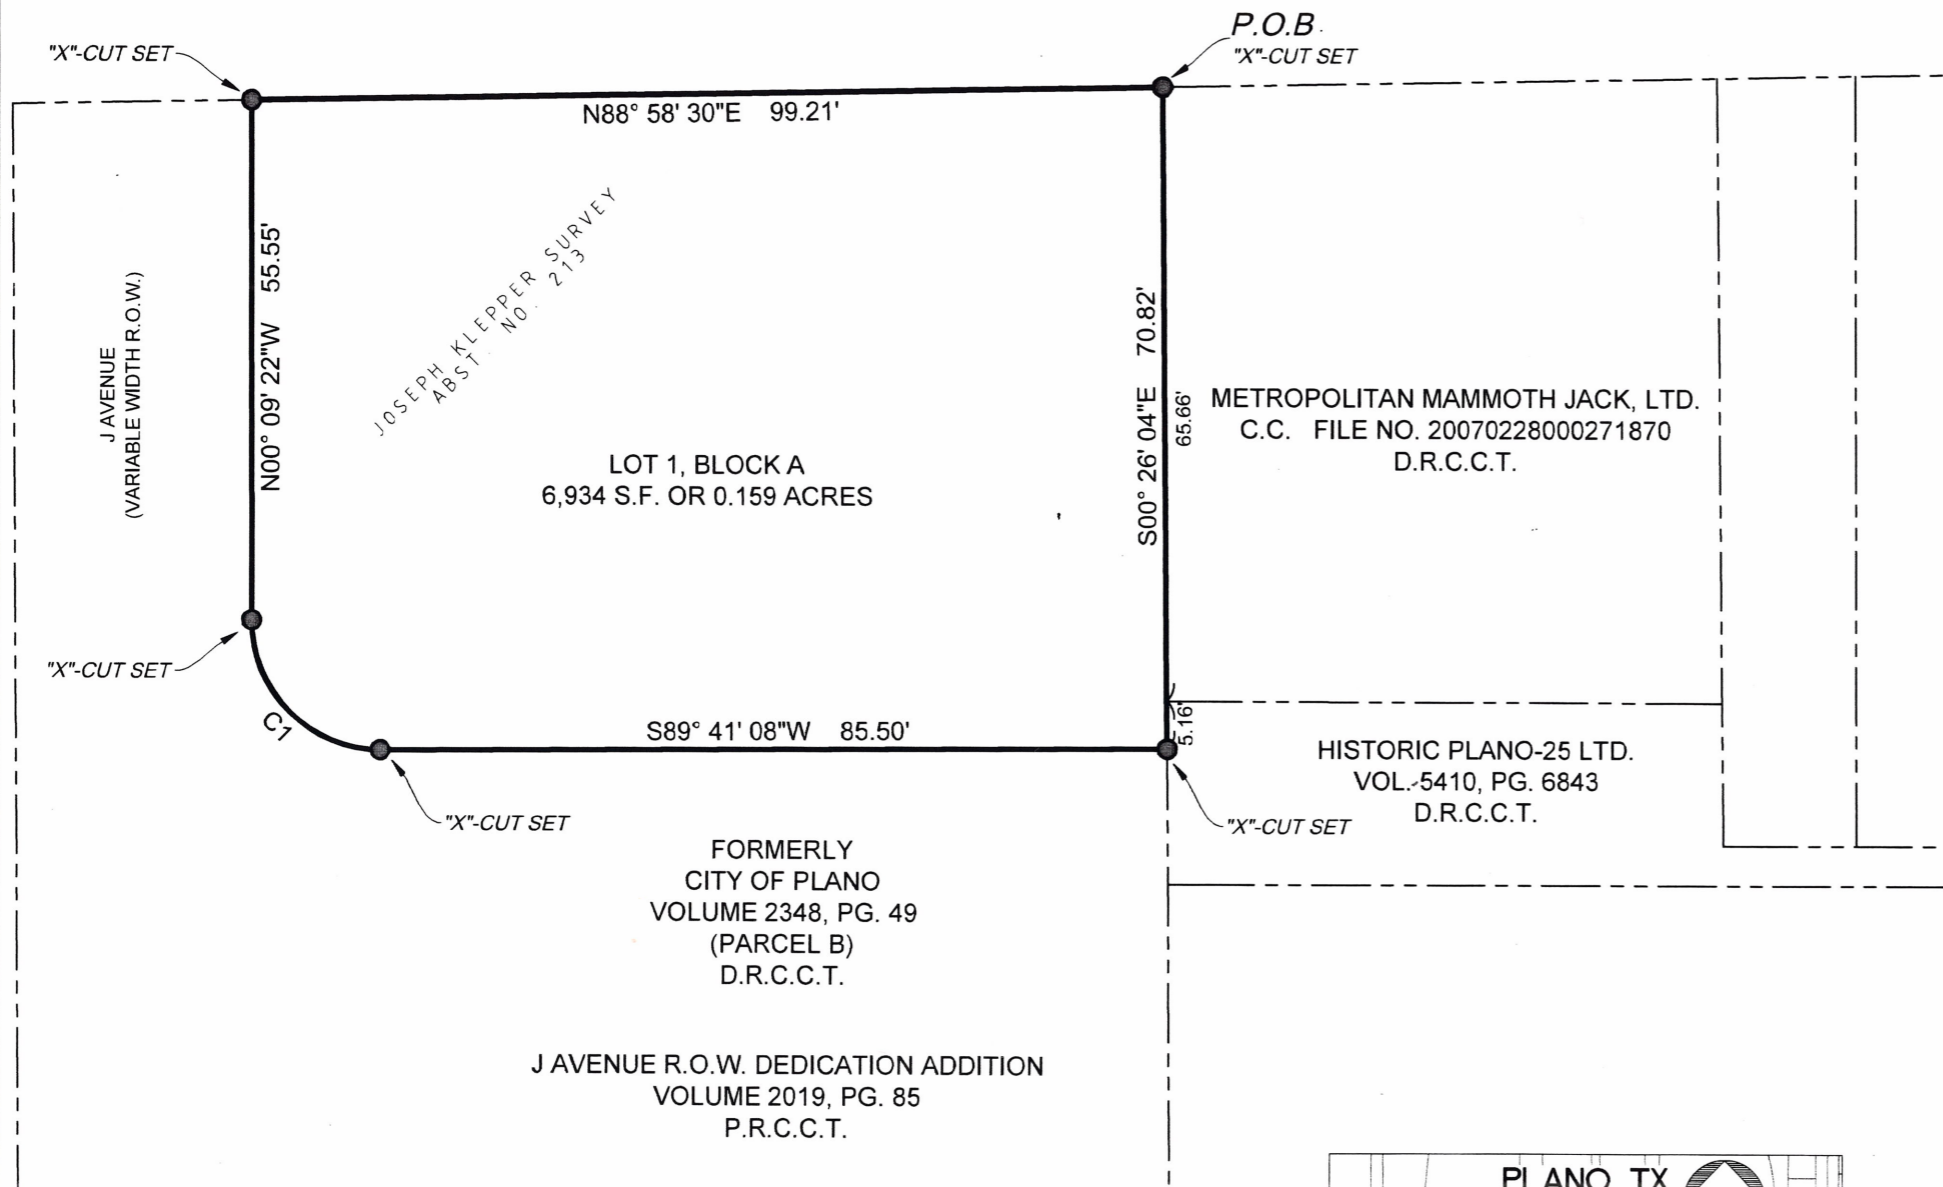 P.O.B.
"X"-CUT SET
"X"-CUT SET
N88° 58' 30"E 99.21'
JOSEPH KLEPPER SURVEY
ABST. NO. 213
N00° 09' 22"W 55.55'
J AVENUE
(VARIABLE WIDTH R.O.W.)
S00° 26' 04"E 70.82'
65.66'
METROPOLITAN MAMMOTH JACK, LTD.
C.C. FILE NO. 20070228000271870
D.R.C.C.T.
LOT 1, BLOCK A
6,934 S.F. OR 0.159 ACRES
"X"-CUT SET
C1
S89° 41' 08"W 85.50'
5.16'
HISTORIC PLANO-25 LTD.
VOL. 5410, PG. 6843
D.R.C.C.T.
"X"-CUT SET
"X"-CUT SET
FORMERLY
CITY OF PLANO
VOLUME 2348, PG. 49
(PARCEL B)
D.R.C.C.T.
J AVENUE R.O.W. DEDICATION ADDITION
VOLUME 2019, PG. 85
P.R.C.C.T.
PLANO, TX